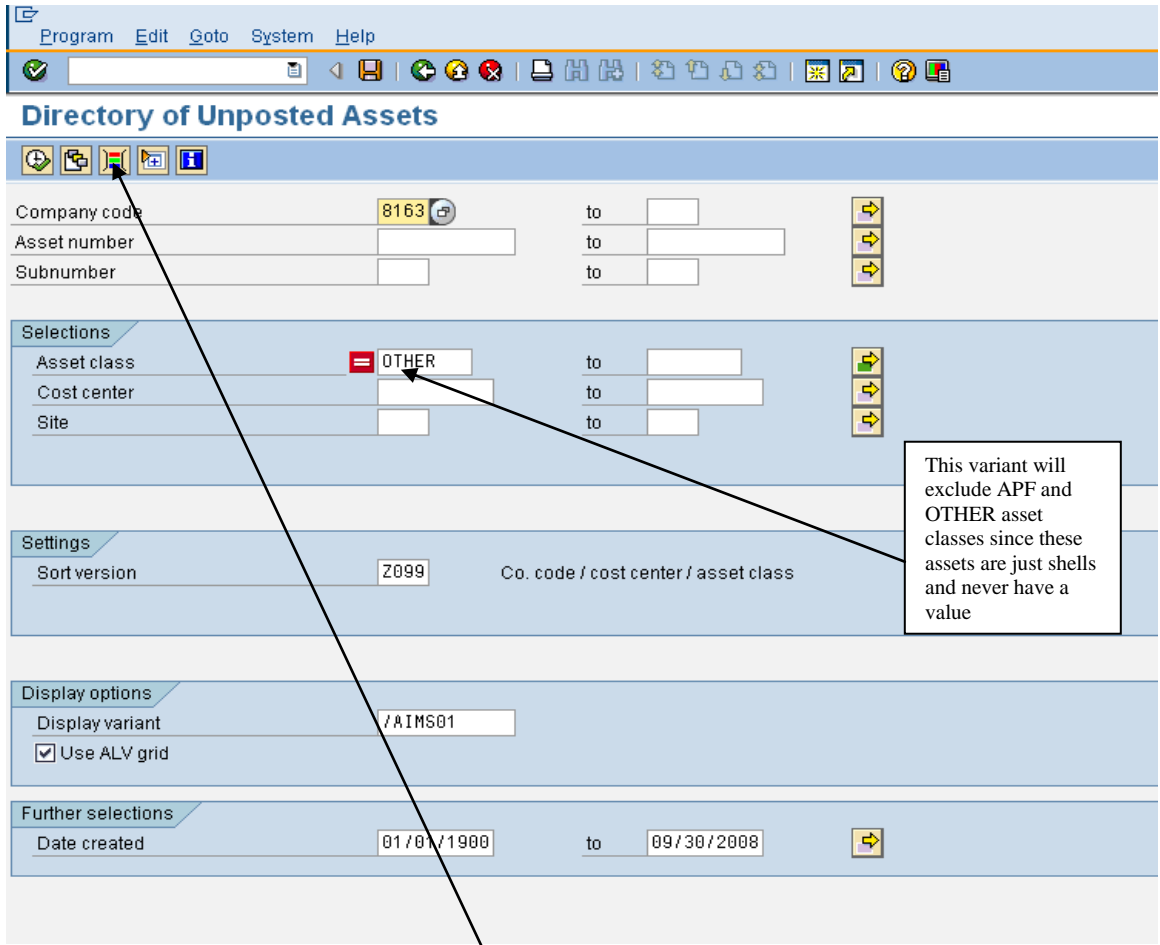 Program Edit Goto System Help
Directory of Unposted Assets
Company code 8163 to
Asset number to
Subnumber to
Selections
Asset class = OTHER to
Cost center to
Site to
This variant will
exclude APF and
OTHER asset
classes since these
assets are just shells
and never have a
value
Settings
Sort version Z099 Co. code / cost center / asset class
Display options
Display variant /AIMS01
Use ALV grid
Further selections
Date created 01/01/1900 to 09/30/2008